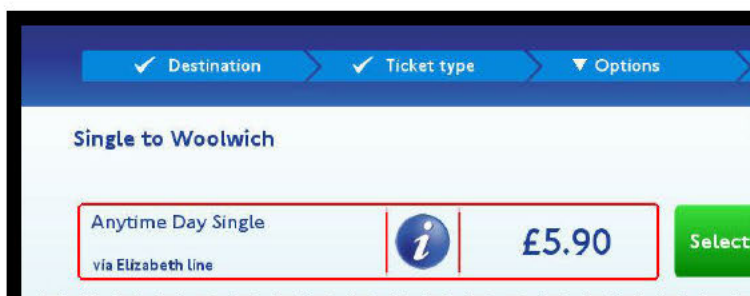 ✓ Destination ✓ Ticket type ▼ Options
Single to Woolwich
Anytime Day Single
i £5.90 Select
via Elizabeth line